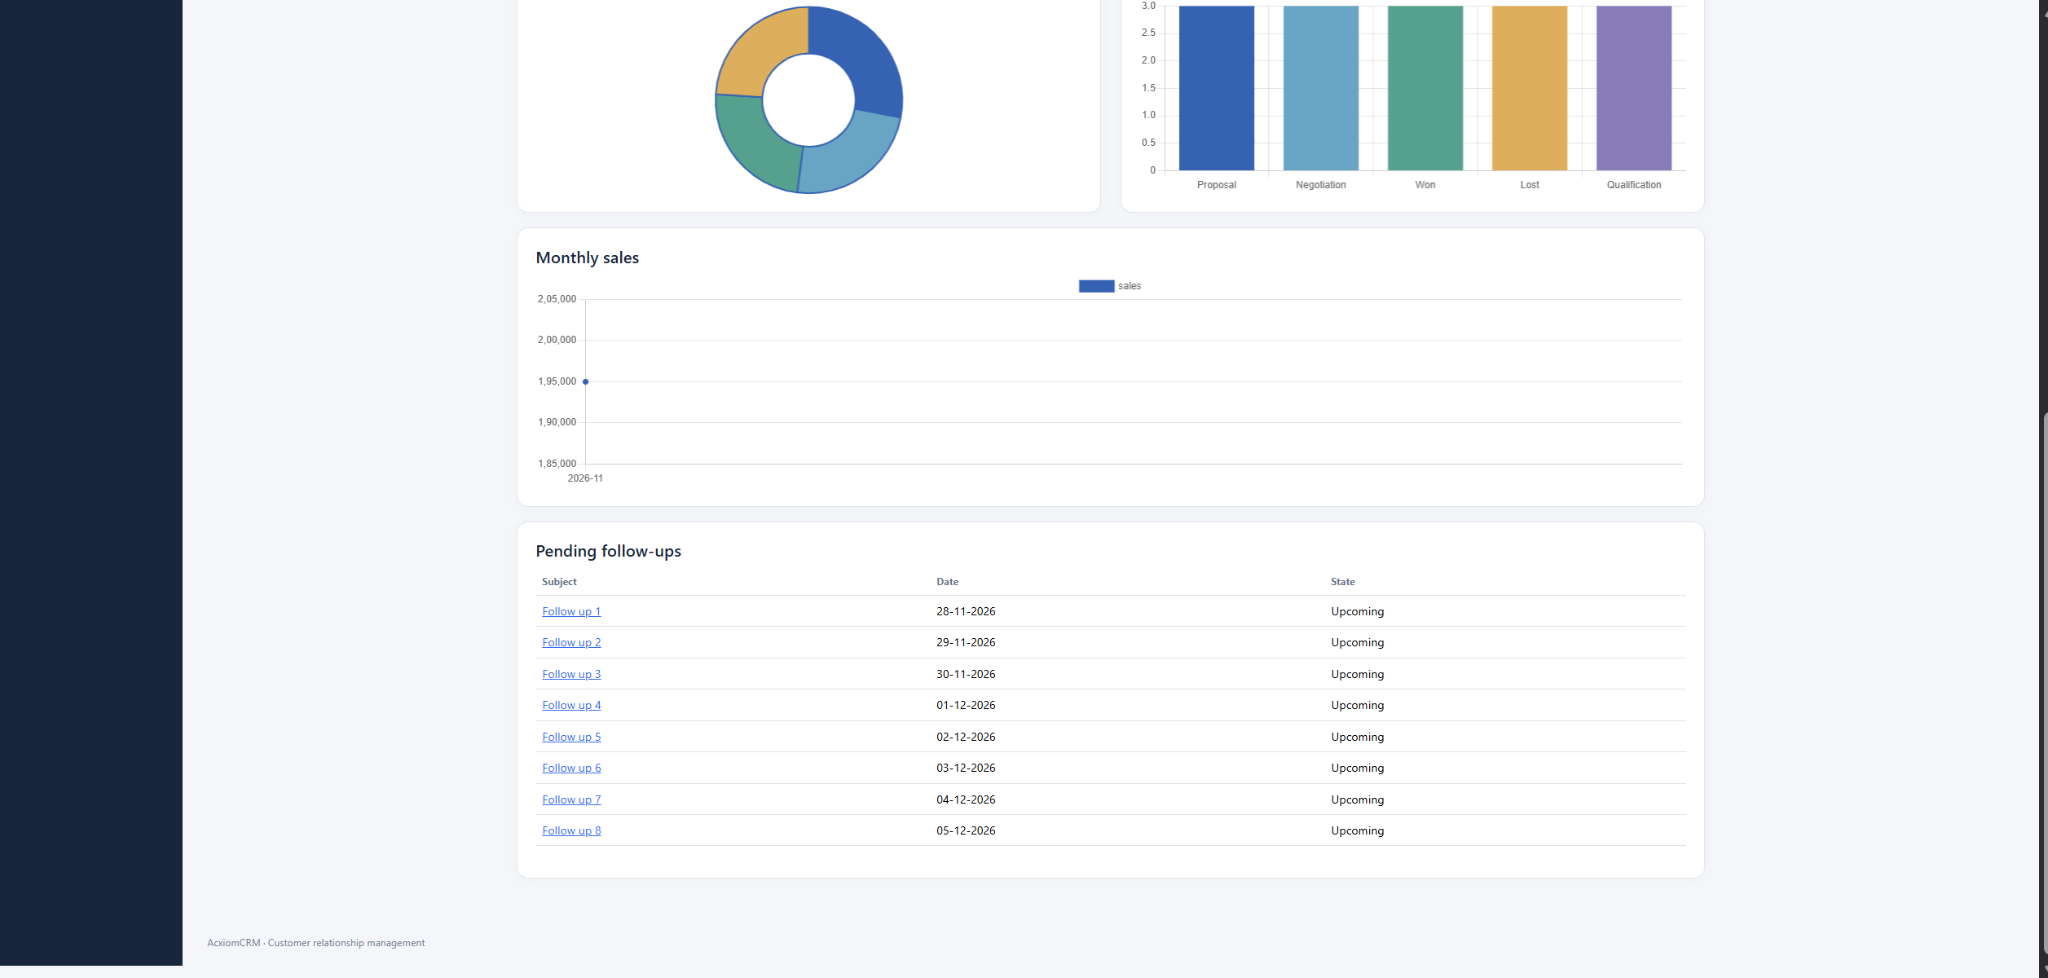 3.0
2.5
2.0
1.5
1.0
0.5
0
Proposal Negotiation Won Lost Qualification
Monthly sales
sales
2,05,000
2,00,000
1,95,000
1,90,000
1,85,000
2026-11
Pending follow-ups
Subject Date State
Follow up 1 28-11-2026 Upcoming
Follow up 2 29-11-2026 Upcoming
Follow up 3 30-11-2026 Upcoming
Follow up 4 01-12-2026 Upcoming
Follow up 5 02-12-2026 Upcoming
Follow up 6 03-12-2026 Upcoming
Follow up 7 04-12-2026 Upcoming
Follow up 8 05-12-2026 Upcoming
AcxiomCRM · Customer relationship management